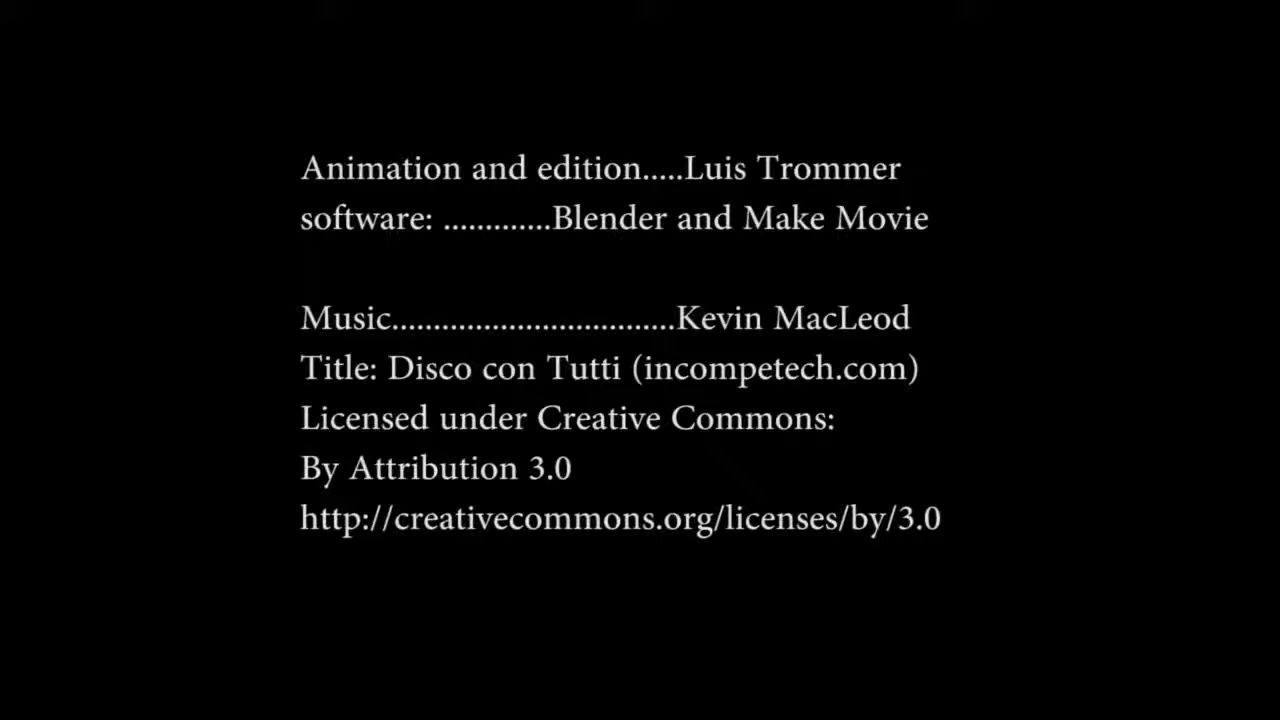 Animation and edition.....Luis Trommer
software: .............Blender and Make Movie
Music..................................Kevin MacLeod
Title: Disco con Tutti (incompetech.com)
Licensed under Creative Commons:
By Attribution 3.0
http://creativecommons.org/licenses/by/3.0